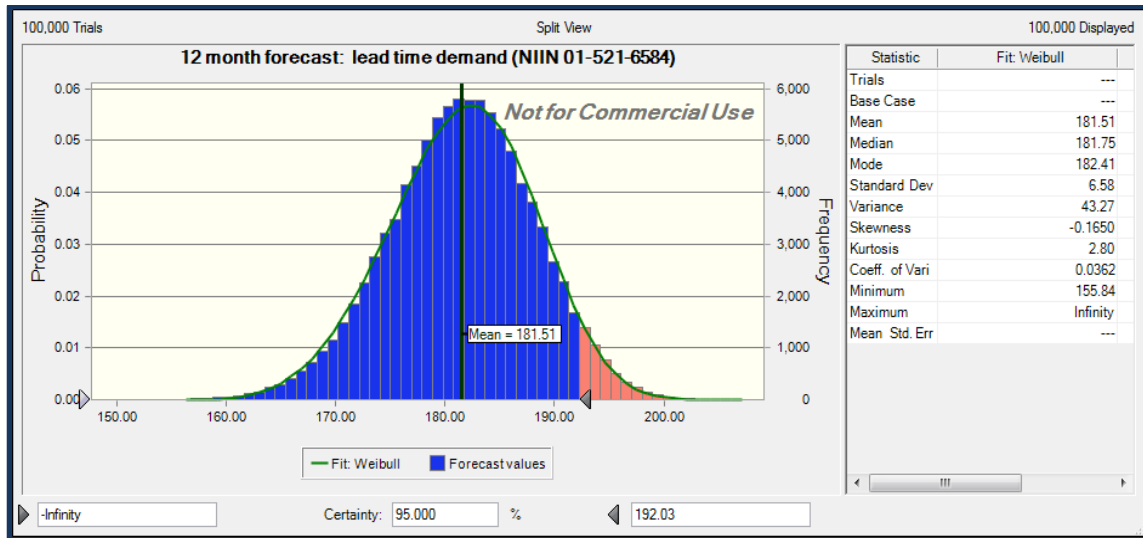 100,000 Trials Split View 100,000 Displayed
12 month forecast: lead time demand (NIIN 01-521-6584)
Not for Commercial Use
Probability
0.06
0.05
0.04
0.03
0.02
0.01
0.00
Mean = 181.51
6,000
5,000
4,000
3,000
2,000
1,000
0
Frequency
150.00 160.00 170.00 180.00 190.00 200.00
Fit: Weibull Forecast values
Statistic Fit: Weibull
Trials ---
Base Case ---
Mean 181.51
Median 181.75
Mode 182.41
Standard Dev 6.58
Variance 43.27
Skewness -0.1650
Kurtosis 2.80
Coeff. of Vari 0.0362
Minimum 155.84
Maximum Infinity
Mean Std. Err ---
-Infinity Certainty: 95.000 % 192.03